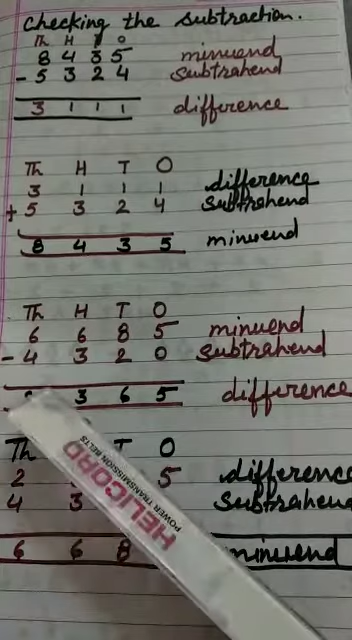 Checking the subtraction.
Th H T O
8 4 3 5 minuend
- 5 3 2 4 subtrahend
3 1 1 1 difference
Th H T O
3 1 1 1 difference
+ 5 3 2 4 subtrahend
8 4 3 5 minuend
Th H T O
6 6 8 5 minuend
- 4 3 2 0 subtrahend
3 6 5 difference
Th T O
2 5 difference
4 3 subtrahend
6 6 8 minuend
HELICORD
POWER TRANSMISSION BELTS